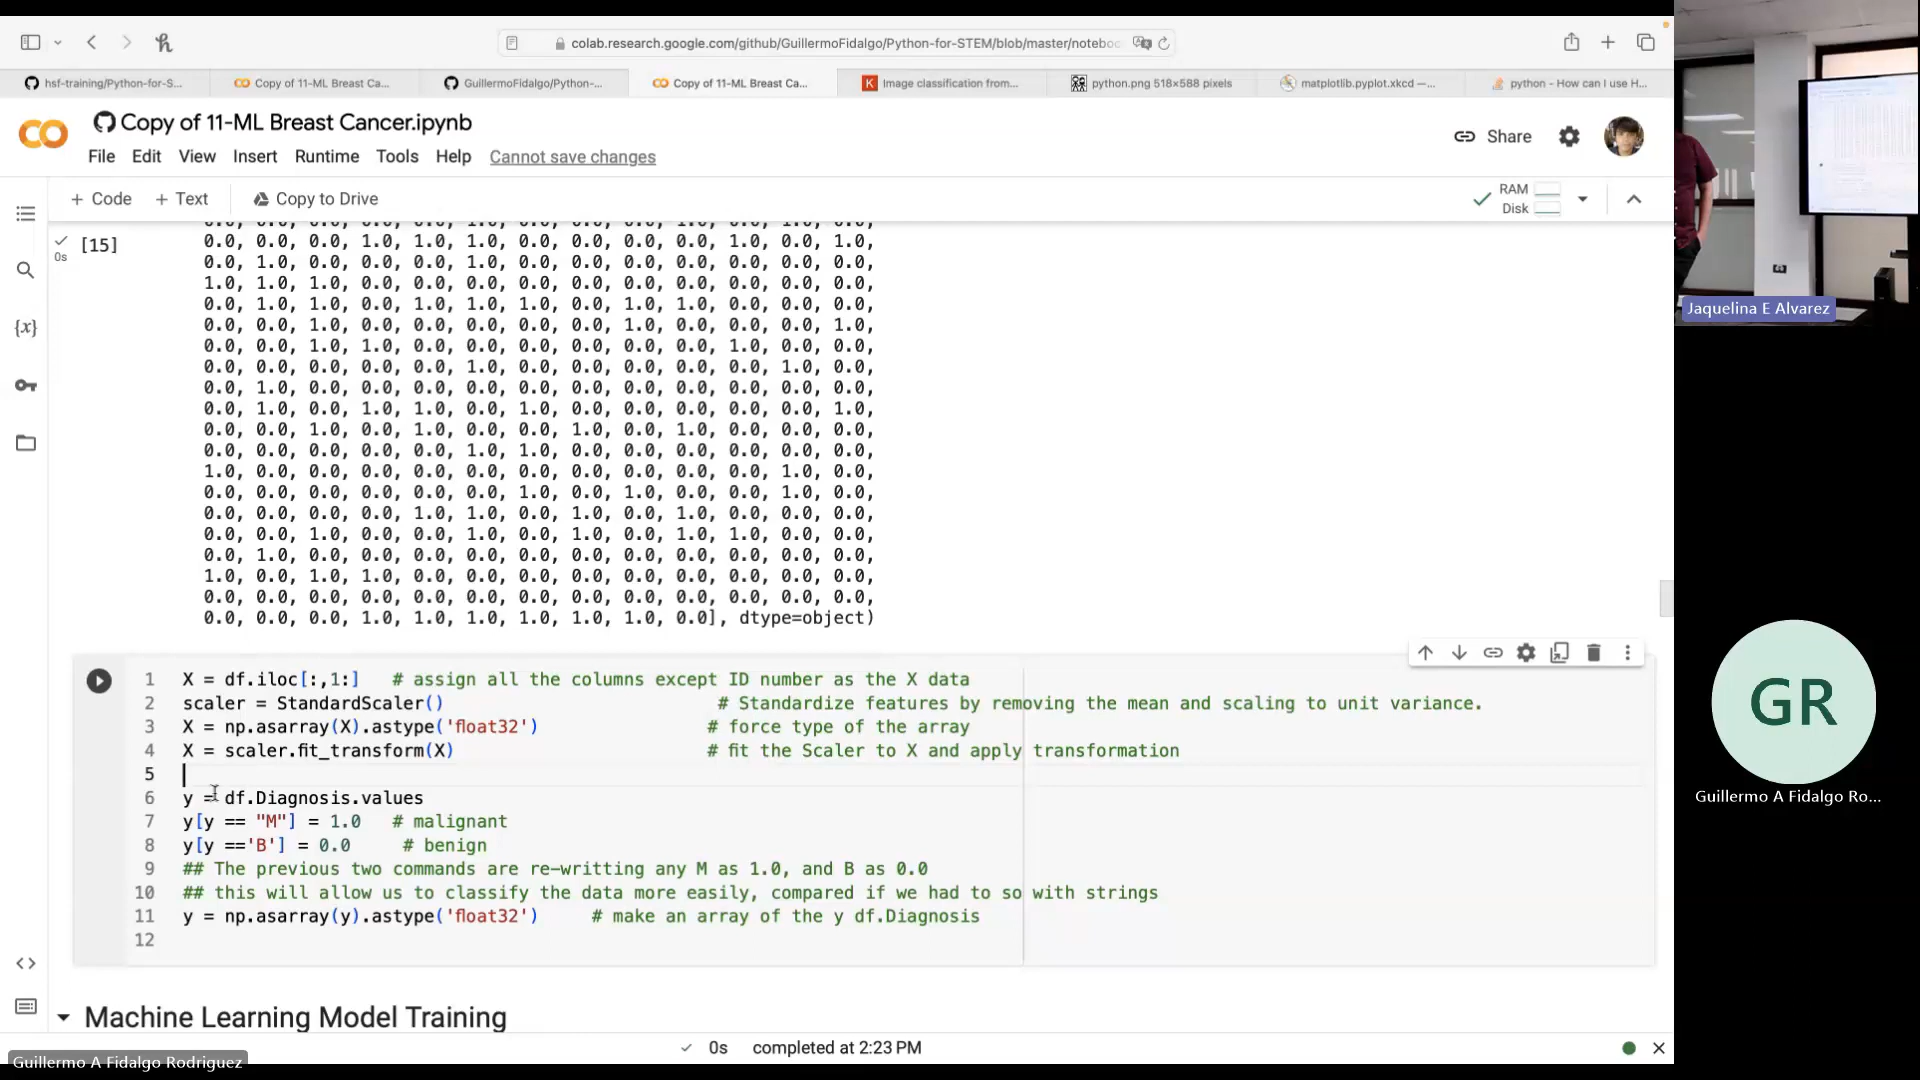 colab.research.google.com/github/GuillermoFidalgo/Python-for-STEM/blob/master/noteboo
hsf-training/Python-for-S...
Copy of 11-ML Breast Ca...
GuillermoFidalgo/Python-...
Copy of 11-ML Breast Ca...
Image classification from...
python.png 518×588 pixels
matplotlib.pyplot.xkcd —...
python - How can I use H...
Copy of 11-ML Breast Cancer.ipynb
File Edit View Insert Runtime Tools Help Cannot save changes
Share
+ Code + Text Copy to Drive
RAM
Disk
[15]
0s
0.0, 0.0, 0.0, 1.0, 1.0, 1.0, 0.0, 0.0, 0.0, 0.0, 1.0, 0.0, 1.0,
0.0, 1.0, 0.0, 0.0, 0.0, 1.0, 0.0, 0.0, 0.0, 0.0, 0.0, 0.0, 0.0,
1.0, 1.0, 1.0, 0.0, 0.0, 0.0, 0.0, 0.0, 0.0, 0.0, 0.0, 0.0, 0.0,
0.0, 1.0, 1.0, 0.0, 1.0, 1.0, 1.0, 0.0, 1.0, 1.0, 0.0, 0.0, 0.0,
0.0, 0.0, 1.0, 0.0, 0.0, 0.0, 0.0, 0.0, 1.0, 0.0, 0.0, 0.0, 1.0,
0.0, 0.0, 1.0, 1.0, 0.0, 0.0, 0.0, 0.0, 0.0, 0.0, 1.0, 0.0, 0.0,
0.0, 0.0, 0.0, 0.0, 0.0, 1.0, 0.0, 0.0, 0.0, 0.0, 0.0, 1.0, 0.0,
0.0, 1.0, 0.0, 0.0, 0.0, 0.0, 0.0, 0.0, 0.0, 0.0, 0.0, 0.0, 0.0,
0.0, 1.0, 0.0, 1.0, 1.0, 0.0, 1.0, 0.0, 0.0, 0.0, 0.0, 0.0, 1.0,
0.0, 0.0, 1.0, 0.0, 1.0, 0.0, 0.0, 1.0, 0.0, 1.0, 0.0, 0.0, 0.0,
0.0, 0.0, 0.0, 0.0, 0.0, 1.0, 1.0, 0.0, 0.0, 0.0, 0.0, 0.0, 0.0,
1.0, 0.0, 0.0, 0.0, 0.0, 0.0, 0.0, 0.0, 0.0, 0.0, 0.0, 1.0, 0.0,
0.0, 0.0, 0.0, 0.0, 0.0, 0.0, 1.0, 0.0, 1.0, 0.0, 0.0, 1.0, 0.0,
0.0, 0.0, 0.0, 0.0, 1.0, 1.0, 0.0, 1.0, 0.0, 1.0, 0.0, 0.0, 0.0,
0.0, 0.0, 1.0, 0.0, 0.0, 1.0, 0.0, 1.0, 0.0, 1.0, 1.0, 0.0, 0.0,
0.0, 1.0, 0.0, 0.0, 0.0, 0.0, 0.0, 0.0, 0.0, 0.0, 0.0, 0.0, 0.0,
1.0, 0.0, 1.0, 1.0, 0.0, 0.0, 0.0, 0.0, 0.0, 0.0, 0.0, 0.0, 0.0,
0.0, 0.0, 0.0, 0.0, 0.0, 0.0, 0.0, 0.0, 0.0, 0.0, 0.0, 0.0, 0.0,
0.0, 0.0, 0.0, 1.0, 1.0, 1.0, 1.0, 1.0, 1.0, 0.0], dtype=object)
1 X = df.iloc[:,1:] # assign all the columns except ID number as the X data
2 scaler = StandardScaler() # Standardize features by removing the mean and scaling to unit variance.
3 X = np.asarray(X).astype('float32') # force type of the array
4 X = scaler.fit_transform(X) # fit the Scaler to X and apply transformation
5
6 y = df.Diagnosis.values
7 y[y == "M"] = 1.0 # malignant
8 y[y =='B'] = 0.0 # benign
9 ## The previous two commands are re-writting any M as 1.0, and B as 0.0
10 ## this will allow us to classify the data more easily, compared if we had to so with strings
11 y = np.asarray(y).astype('float32') # make an array of the y df.Diagnosis
12
Machine Learning Model Training
0s completed at 2:23 PM
Guillermo A Fidalgo Rodriguez
Jaquelina E Alvarez
GR
Guillermo A Fidalgo Ro...